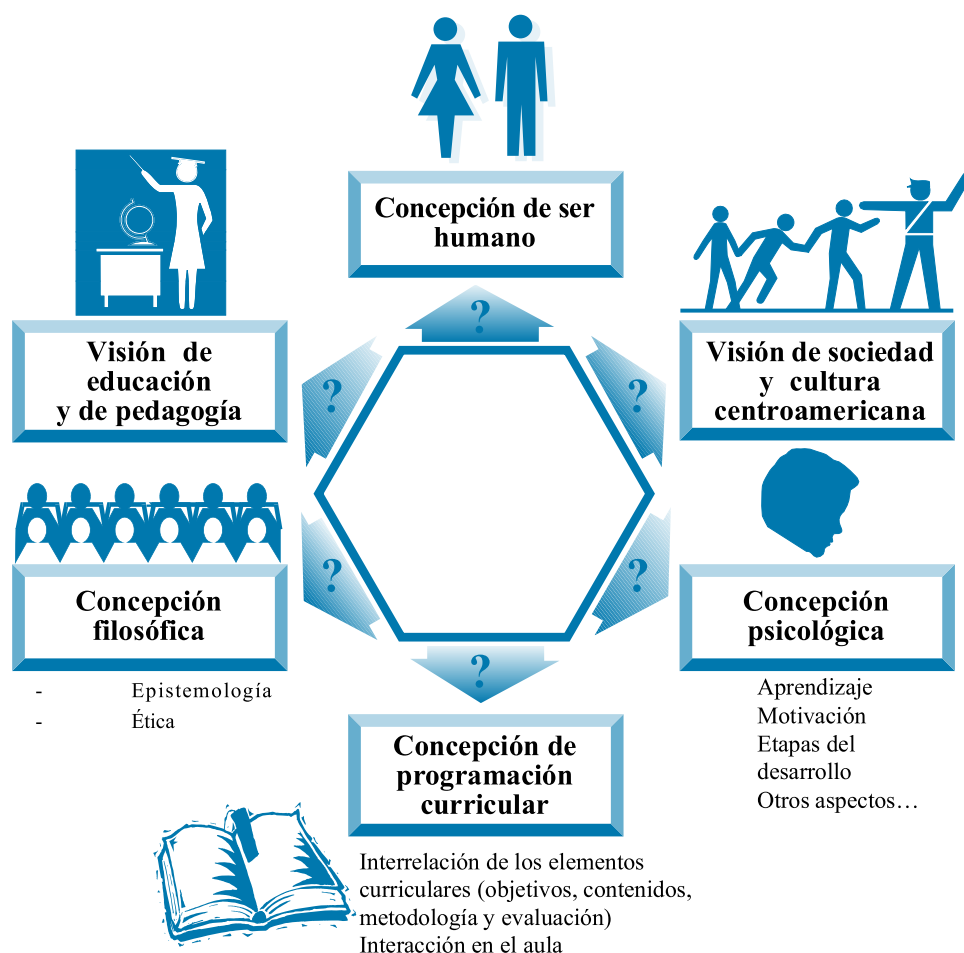 Concepción de ser
humano
?
Visión de
educación
y de pedagogía
?
Visión de sociedad
y cultura
centroamericana
?
Concepción
filosófica
- Epistemología
- Ética
?
Concepción
psicológica
Aprendizaje
Motivación
Etapas del
desarrollo
Otros aspectos…
?
?
Concepción de
programación
curricular
Interrelación de los elementos
curriculares (objetivos, contenidos,
metodología y evaluación)
Interacción en el aula